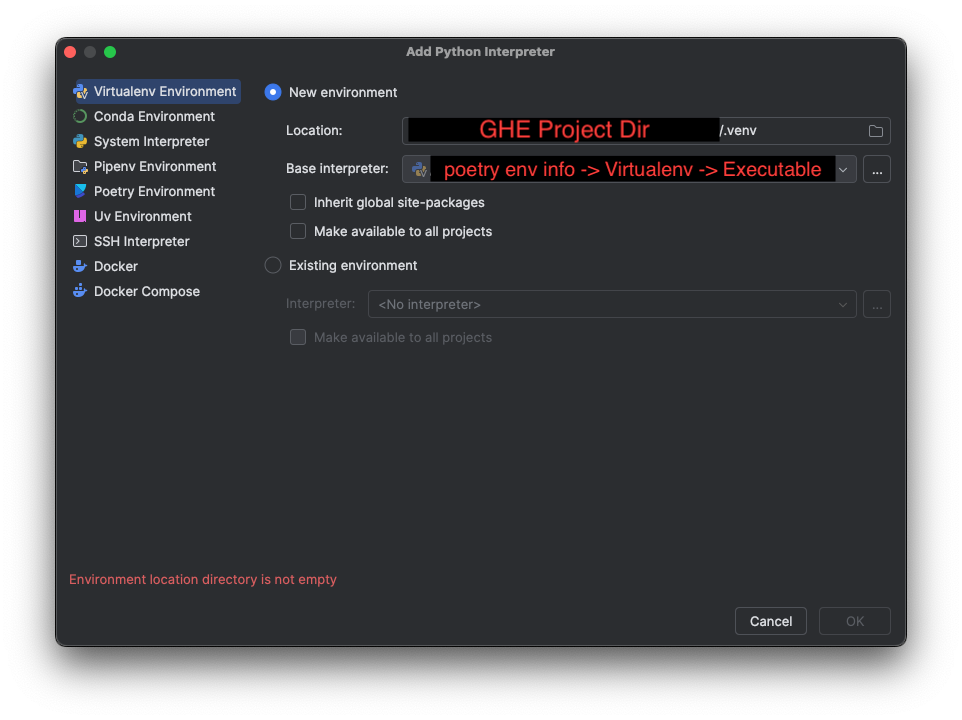 Add Python Interpreter
Virtualenv Environment
Conda Environment
System Interpreter
Pipenv Environment
Poetry Environment
Uv Environment
SSH Interpreter
Docker
Docker Compose
New environment
Location: GHE Project Dir /.venv
Base interpreter: poetry env info -> Virtualenv -> Executable ...
Inherit global site-packages
Make available to all projects
Existing environment
Interpreter: <No interpreter> ...
Make available to all projects
Environment location directory is not empty
Cancel OK